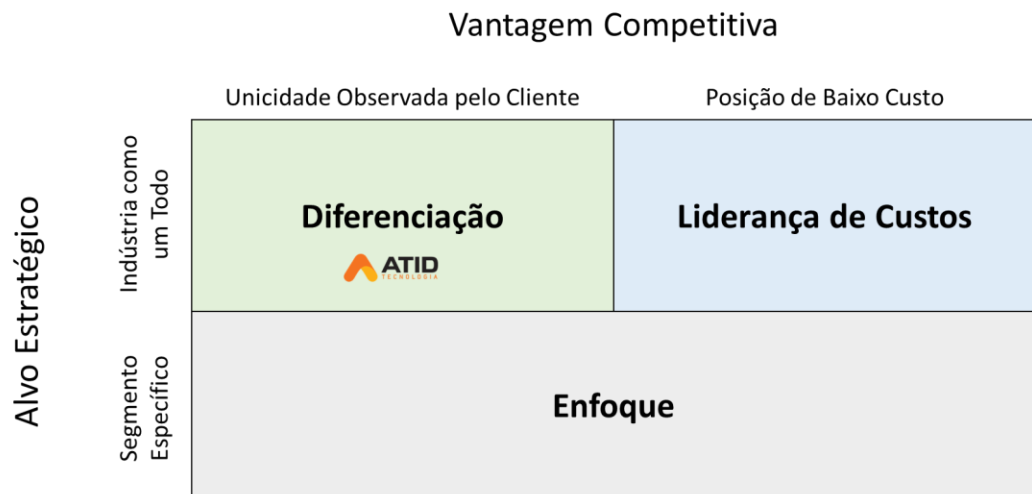 Vantagem Competitiva
Unicidade Observada pelo Cliente
Posição de Baixo Custo
Alvo Estratégico
Indústria como
um Todo
Diferenciação
ATID
TECNOLOGIA
Liderança de Custos
Segmento
Específico
Enfoque